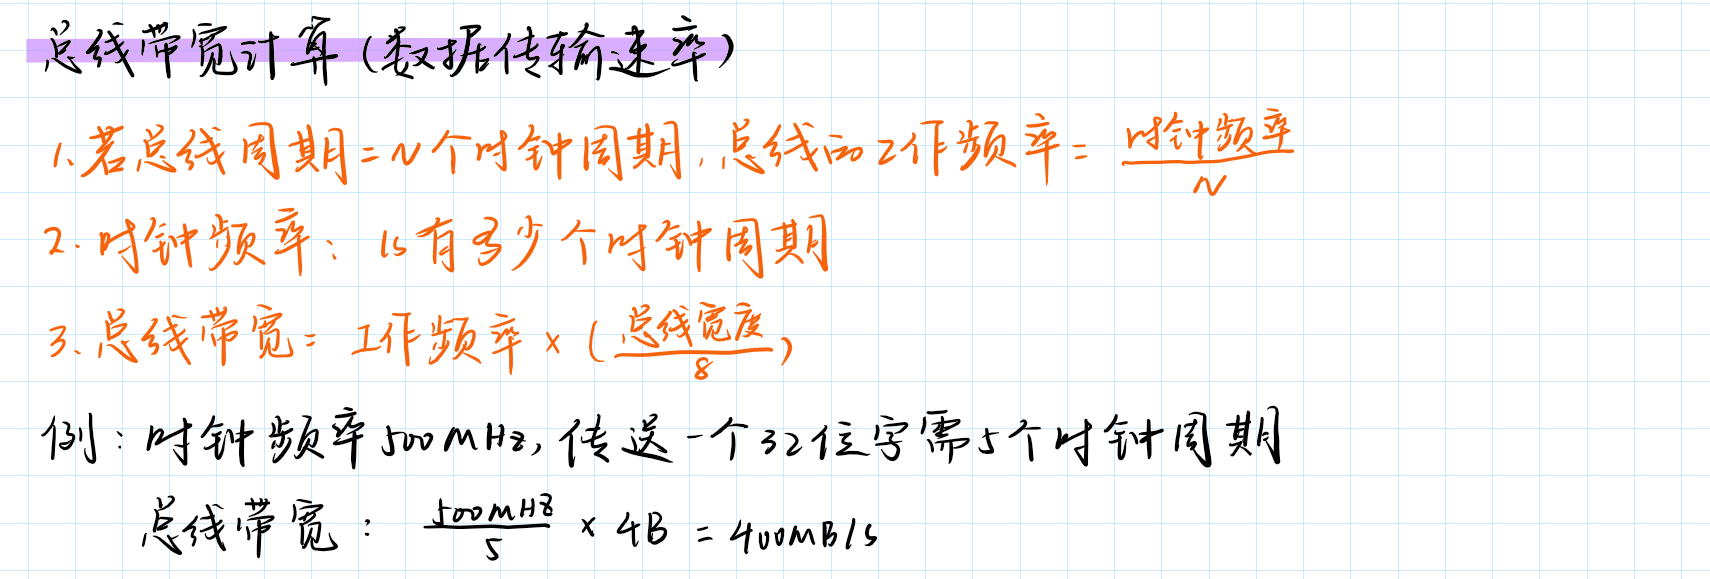 总线带宽计算(数据传输速率)
1、若总线周期=N个时钟周期,总线的工作频率= 时钟频率/N
2.时钟频率:1s有多少个时钟周期
3、总线带宽= 工作频率×(总线宽度/8)
例:时钟频率500MHz,传送一个32位字需5个时钟周期
总线带宽: 500MHz/5 × 4B = 400MB/s